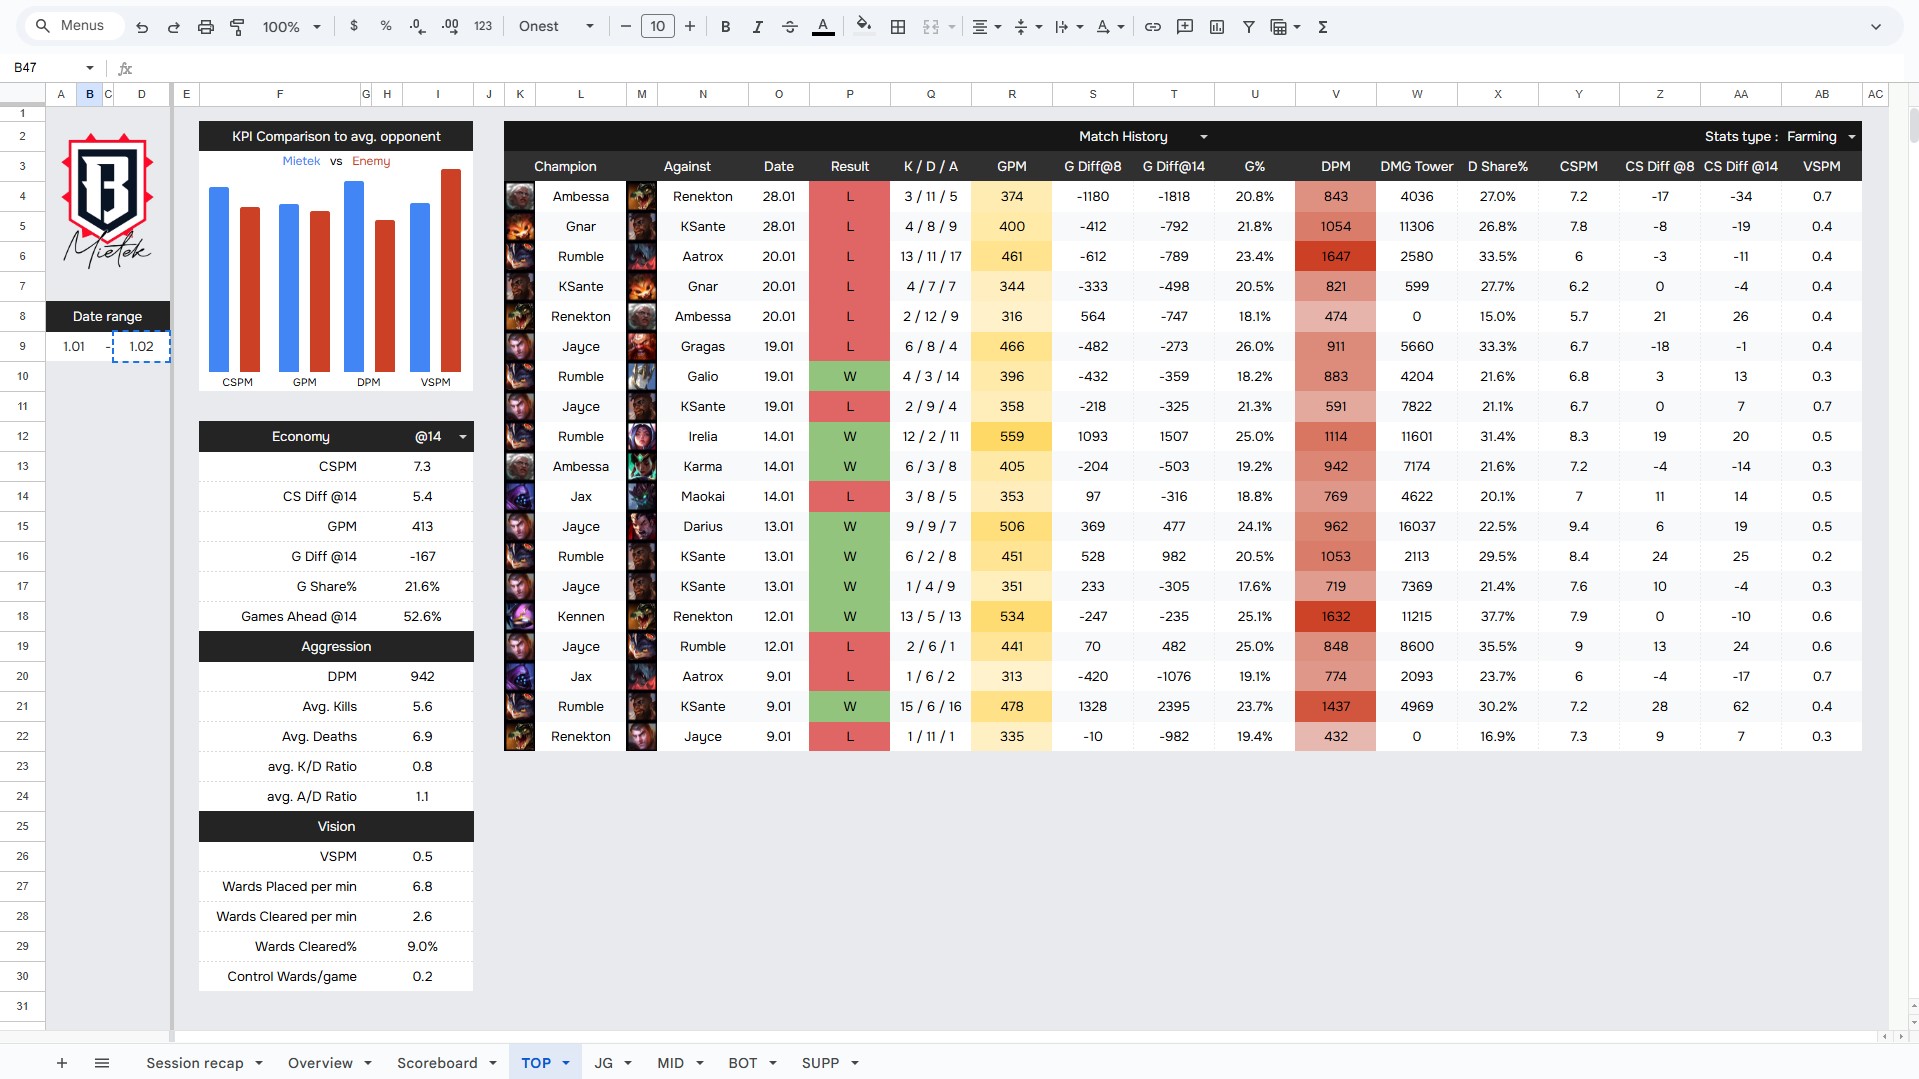 Menus 100% $ % .0 .00 123 Onest − 10 + B I A Σ
B47 fx
A B C D E F G H I J K L M N O P Q R S T U V W X Y Z AA AB AC
1
2 KPI Comparison to avg. opponent Match History Stats type : Farming
Mietek vs Enemy
3 Champion Against Date Result K / D / A GPM G Diff@8 G Diff@14 G% DPM DMG Tower D Share% CSPM CS Diff @8 CS Diff @14 VSPM
4 Ambessa Renekton 28.01 L 3 / 11 / 5 374 -1180 -1818 20.8% 843 4036 27.0% 7.2 -17 -34 0.7
5 Gnar KSante 28.01 L 4 / 8 / 9 400 -412 -792 21.8% 1054 11306 26.8% 7.8 -8 -19 0.4
B
Mietek
6 Rumble Aatrox 20.01 L 13 / 11 / 17 461 -612 -789 23.4% 1647 2580 33.5% 6 -3 -11 0.4
7 KSante Gnar 20.01 L 4 / 7 / 7 344 -333 -498 20.5% 821 599 27.7% 6.2 0 -4 0.4
8 Date range Renekton Ambessa 20.01 L 2 / 12 / 9 316 564 -747 18.1% 474 0 15.0% 5.7 21 26 0.4
9 1.01 - 1.02 Jayce Gragas 19.01 L 6 / 8 / 4 466 -482 -273 26.0% 911 5660 33.3% 6.7 -18 -1 0.4
10 CSPM GPM DPM VSPM Rumble Galio 19.01 W 4 / 3 / 14 396 -432 -359 18.2% 883 4204 21.6% 6.8 3 13 0.3
11 Jayce KSante 19.01 L 2 / 9 / 4 358 -218 -325 21.3% 591 7822 21.1% 6.7 0 7 0.7
12 Economy @14 Rumble Irelia 14.01 W 12 / 2 / 11 559 1093 1507 25.0% 1114 11601 31.4% 8.3 19 20 0.5
13 CSPM 7.3 Ambessa Karma 14.01 W 6 / 3 / 8 405 -204 -503 19.2% 942 7174 21.6% 7.2 -4 -14 0.3
14 CS Diff @14 5.4 Jax Maokai 14.01 L 3 / 8 / 5 353 97 -316 18.8% 769 4622 20.1% 7 11 14 0.5
15 GPM 413 Jayce Darius 13.01 W 9 / 9 / 7 506 369 477 24.1% 962 16037 22.5% 9.4 6 19 0.5
16 G Diff @14 -167 Rumble KSante 13.01 W 6 / 2 / 8 451 528 982 20.5% 1053 2113 29.5% 8.4 24 25 0.2
17 G Share% 21.6% Jayce KSante 13.01 W 1 / 4 / 9 351 233 -305 17.6% 719 7369 21.4% 7.6 10 -4 0.3
18 Games Ahead @14 52.6% Kennen Renekton 12.01 W 13 / 5 / 13 534 -247 -235 25.1% 1632 11215 37.7% 7.9 0 -10 0.6
19 Aggression Jayce Rumble 12.01 L 2 / 6 / 1 441 70 482 25.0% 848 8600 35.5% 9 13 24 0.6
20 DPM 942 Jax Aatrox 9.01 L 1 / 6 / 2 313 -420 -1076 19.1% 774 2093 23.7% 6 -4 -17 0.7
21 Avg. Kills 5.6 Rumble KSante 9.01 W 15 / 6 / 16 478 1328 2395 23.7% 1437 4969 30.2% 7.2 28 62 0.4
22 Avg. Deaths 6.9 Renekton Jayce 9.01 L 1 / 11 / 1 335 -10 -982 19.4% 432 0 16.9% 7.3 9 7 0.3
23 avg. K/D Ratio 0.8
24 avg. A/D Ratio 1.1
25 Vision
26 VSPM 0.5
27 Wards Placed per min 6.8
28 Wards Cleared per min 2.6
29 Wards Cleared% 9.0%
30 Control Wards/game 0.2
31
Session recap Overview Scoreboard TOP JG MID BOT SUPP